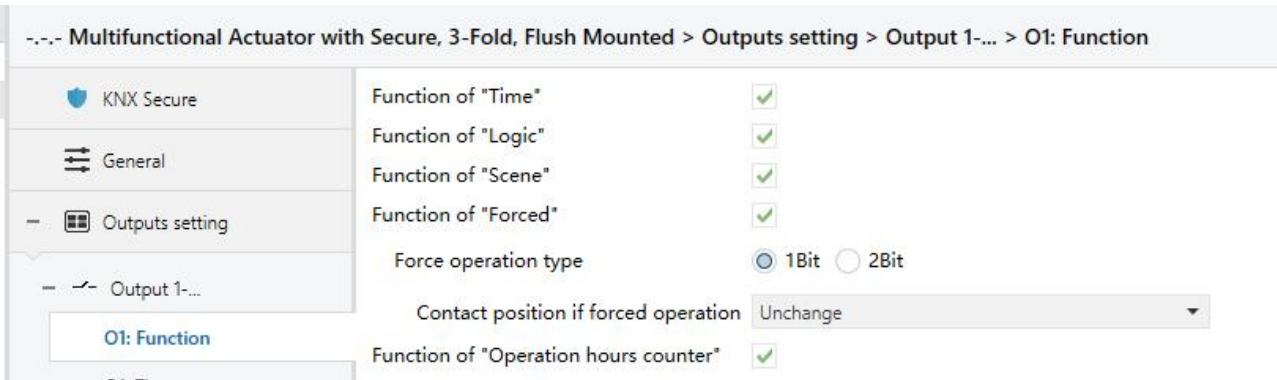 -.-.- Multifunctional Actuator with Secure, 3-Fold, Flush Mounted > Outputs setting > Output 1-... > O1: Function
KNX Secure
General
Outputs setting
Output 1-...
O1: Function
Function of "Time"
Function of "Logic"
Function of "Scene"
Function of "Forced"
Force operation type 1Bit 2Bit
Contact position if forced operation Unchange
Function of "Operation hours counter"